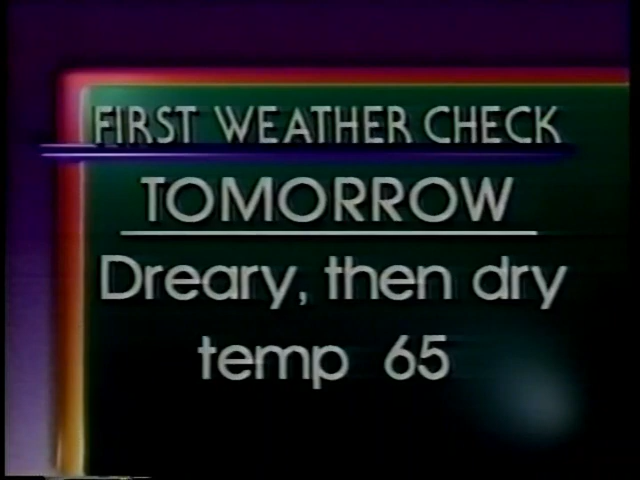 FIRST WEATHER CHECK
TOMORROW
Dreary, then dry
temp 65